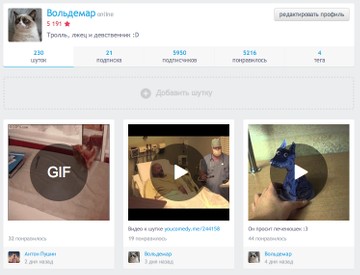 Вольдемар online
редактировать профиль
5 191
Тролль, лжец и девственник :D
230
шуток
21
подписка
5950
подписчиков
5216
понравилось
4
тега
Добавить шутку
GIF
22 понравилось
Антон Пушин
2 дня назад
Видео к шутке youcomedy.me/244158
19 понравилось
Вольдемар
3 дня назад
Он просит печенюшек :3
44 понравилось
Вольдемар
4 дня назад